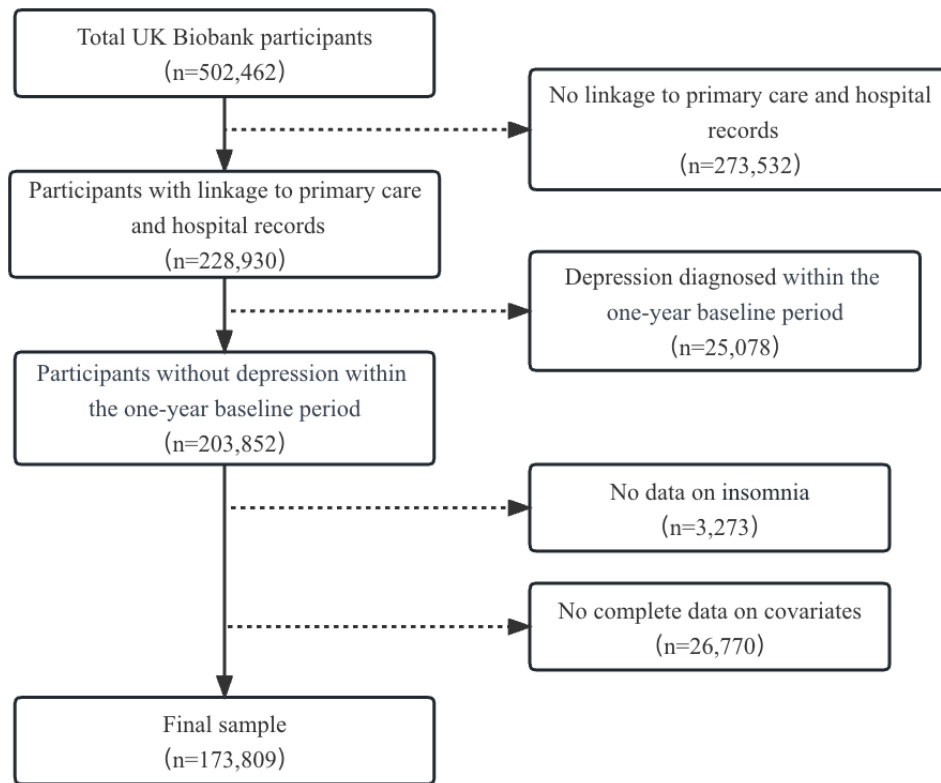 Total UK Biobank participants
(n=502,462)
No linkage to primary care and hospital
records
(n=273,532)
Participants with linkage to primary care
and hospital records
(n=228,930)
Depression diagnosed within the
one-year baseline period
(n=25,078)
Participants without depression within
the one-year baseline period
(n=203,852)
No data on insomnia
(n=3,273)
No complete data on covariates
(n=26,770)
Final sample
(n=173,809)